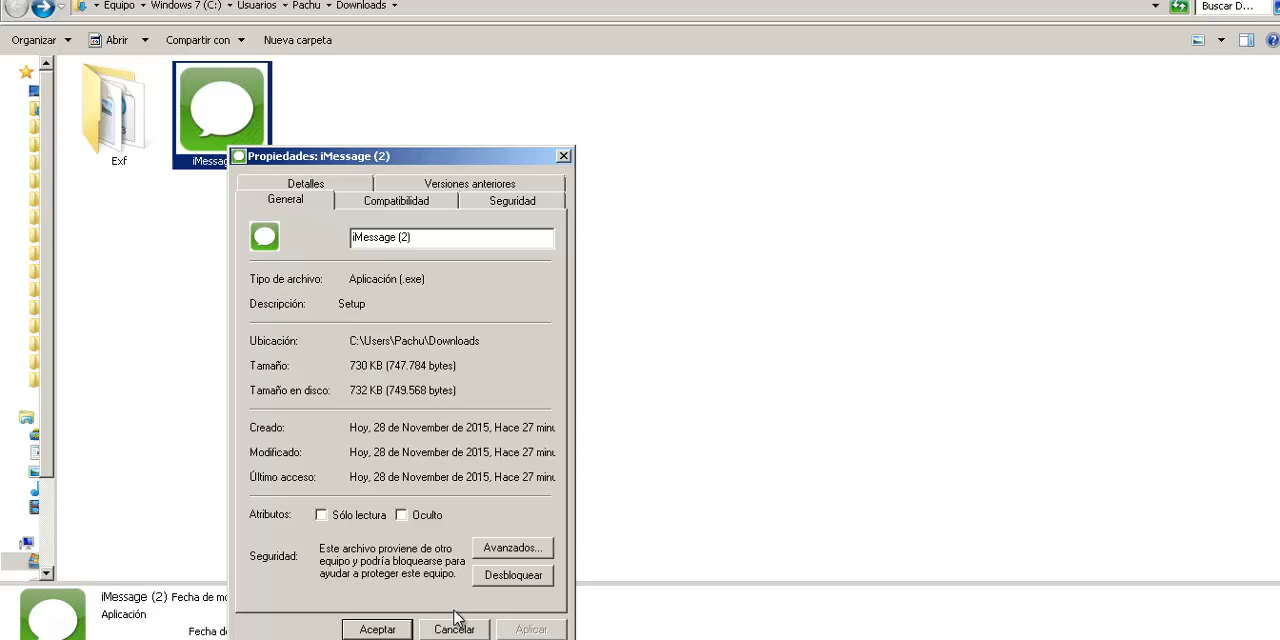 Equipo Windows 7 (C:) Usuarios Pachu Downloads Buscar D...
Organizar Abrir Compartir con Nueva carpeta
Exf
iMessag
Propiedades: iMessage (2)
Detalles Versiones anteriores
General Compatibilidad Seguridad
iMessage (2)
Tipo de archivo: Aplicación (.exe)
Descripción: Setup
Ubicación: C:\Users\Pachu\Downloads
Tamaño: 730 KB (747.784 bytes)
Tamaño en disco: 732 KB (749.568 bytes)
Creado: Hoy, 28 de November de 2015, Hace 27 minu
Modificado: Hoy, 28 de November de 2015, Hace 27 minu
Último acceso: Hoy, 28 de November de 2015, Hace 27 minu
Atributos: Sólo lectura Oculto
Avanzados...
Seguridad: Este archivo proviene de otro
equipo y podría bloquearse para
ayudar a proteger este equipo.
Desbloquear
iMessage (2) Fecha de mo
Aplicación
Fecha d
Aceptar Cancelar Aplicar